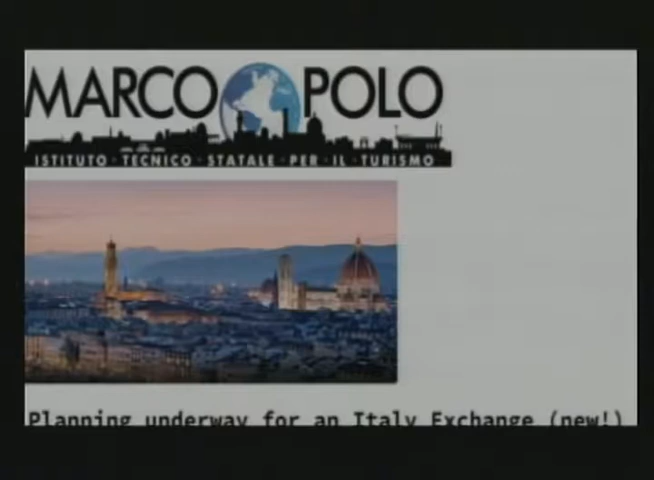 MARCO POLO
ISTITUTO · TECNICO · STATALE · PER · IL · TURISMO
Planning underway for an Italy Exchange (new!)